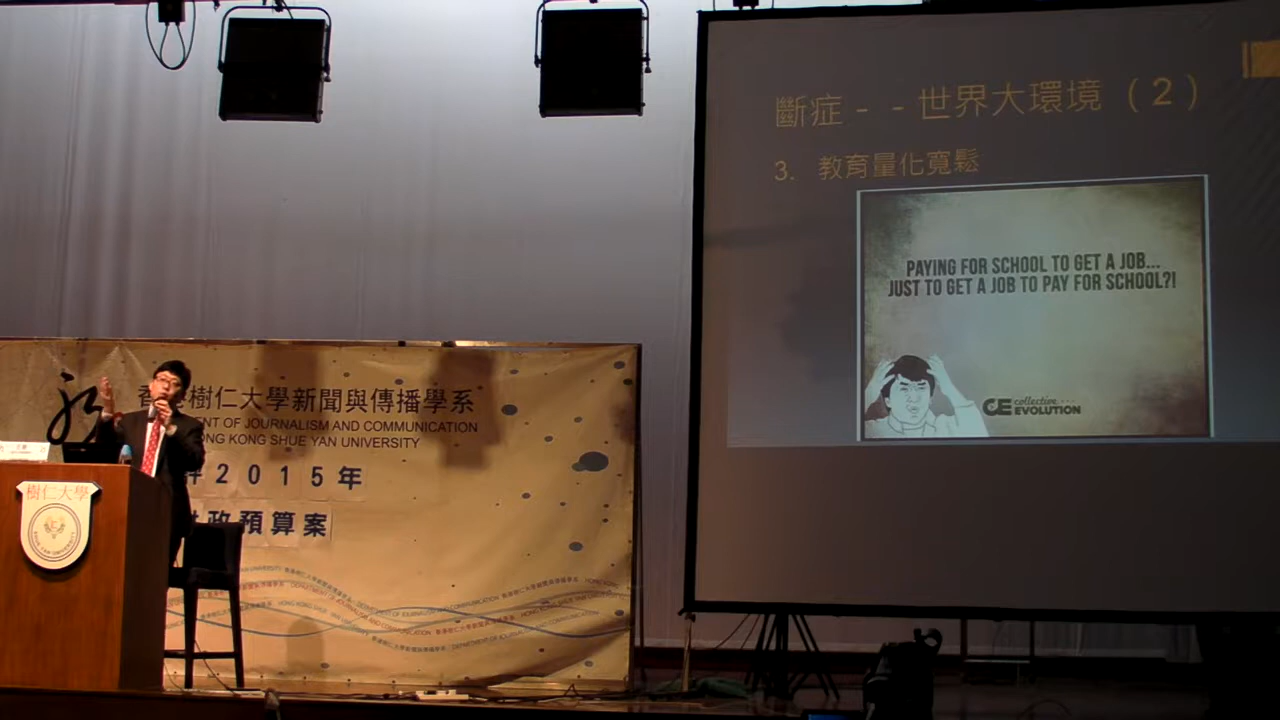 斷症－－世界大環境（2）
3. 教育量化寬鬆
PAYING FOR SCHOOL TO GET A JOB...
JUST TO GET A JOB TO PAY FOR SCHOOL?!
CE collective EVOLUTION
樹仁大學新聞與傳播學系
OF JOURNALISM AND COMMUNICATION
KONG SHUE YAN UNIVERSITY
2015年
政預算案
樹仁大學